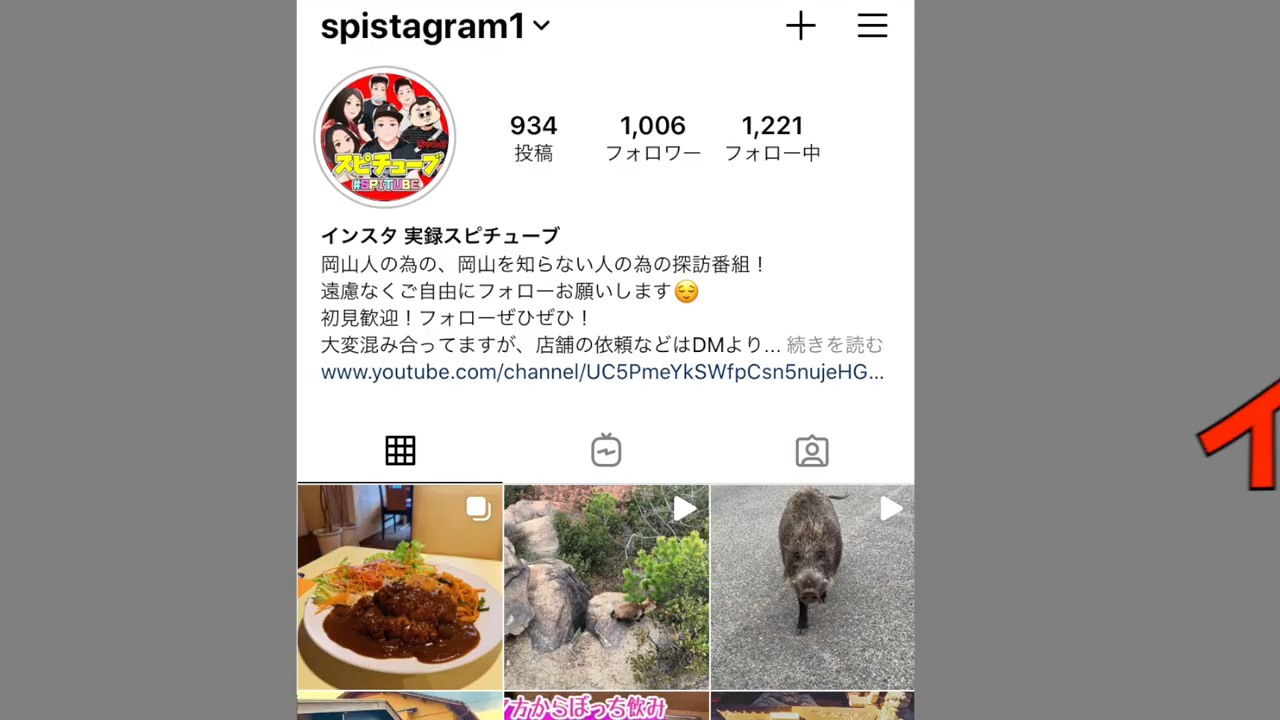 spistagram1
934
1,006
1,221
投稿
フォロワー
フォロー中
スピチューブ
#SPITUBE
インスタ 実録スピチューブ
岡山人の為の、岡山を知らない人の為の探訪番組！
遠慮なくご自由にフォローお願いします😌
初見歓迎！フォローぜひぜひ！
大変混み合ってますが、店舗の依頼などはDMより... 続きを読む
www.youtube.com/channel/UC5PmeYkSWfpCsn5nujeHG...
イ
夕方からぼっち飲み